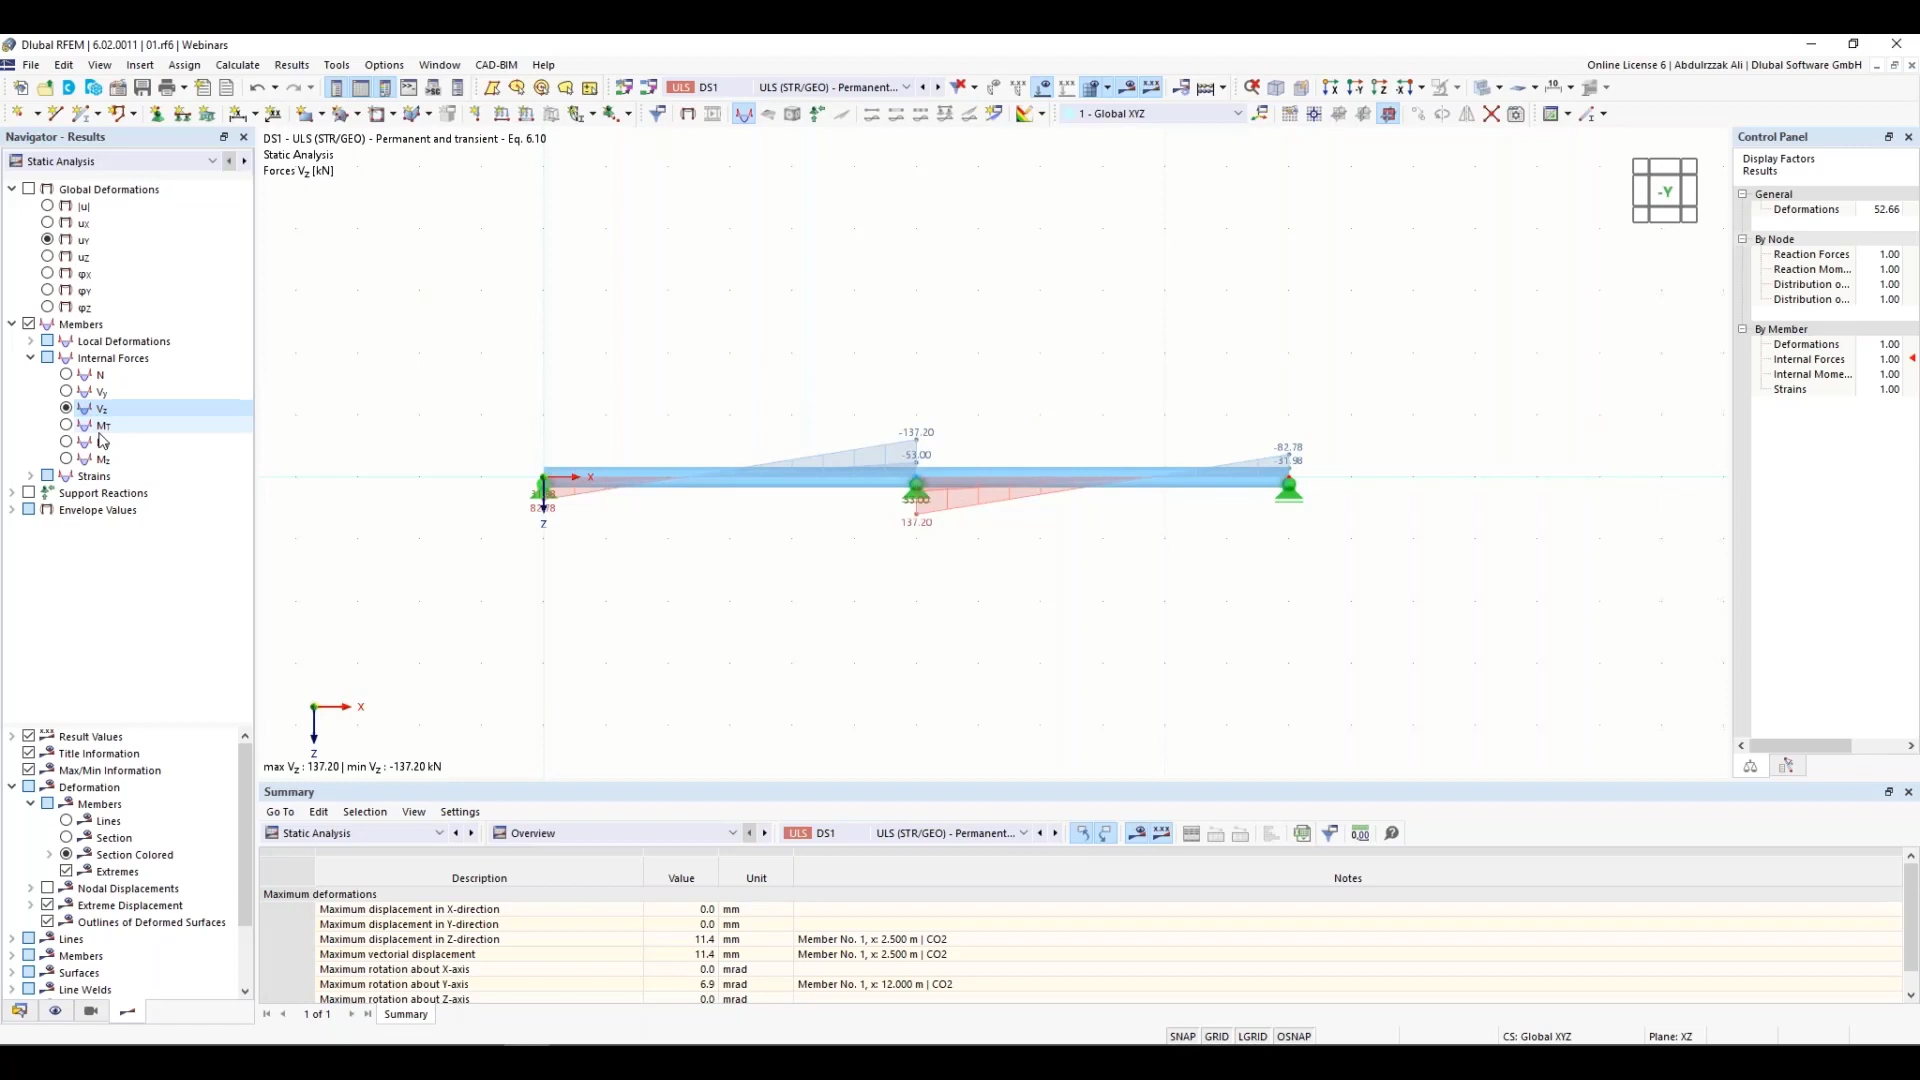 Dlubal RFEM | 6.02.0011 | 01.rf6 | Webinars
File Edit View Insert Assign Calculate Results Tools Options Window CAD-BIM Help
Online License 6 | Abdulrzzak Ali | Dlubal Software GmbH
ULS DS1 ULS (STR/GEO) - Permanent...
1 - Global XYZ
Navigator - Results
Static Analysis
Global Deformations
|u|
uX
uY
uZ
φX
φY
φZ
Members
Local Deformations
Internal Forces
N
Vy
Vz
MT
Mz
Strains
Support Reactions
Envelope Values
Result Values
Title Information
Max/Min Information
Deformation
Members
Lines
Section
Section Colored
Extremes
Nodal Displacements
Extreme Displacement
Outlines of Deformed Surfaces
Lines
Members
Surfaces
Line Welds
DS1 - ULS (STR/GEO) - Permanent and transient - Eq. 6.10
Static Analysis
Forces Vz [kN]
-Y
-137.20
-53.00
-82.78
-31.98
X
82.78
53.00
137.20
Z
X
Z
max Vz : 137.20 | min Vz : -137.20 kN
Control Panel
Display Factors
Results
General
Deformations 52.66
By Node
Reaction Forces 1.00
Reaction Mom... 1.00
Distribution o... 1.00
Distribution o... 1.00
By Member
Deformations 1.00
Internal Forces 1.00
Internal Mome... 1.00
Strains 1.00
Summary
Go To Edit Selection View Settings
Static Analysis Overview ULS DS1 ULS (STR/GEO) - Permanent...
Description Value Unit Notes
Maximum deformations
Maximum displacement in X-direction 0.0 mm
Maximum displacement in Y-direction 0.0 mm
Maximum displacement in Z-direction 11.4 mm Member No. 1, x: 2.500 m | CO2
Maximum vectorial displacement 11.4 mm Member No. 1, x: 2.500 m | CO2
Maximum rotation about X-axis 0.0 mrad
Maximum rotation about Y-axis 6.9 mrad Member No. 1, x: 12.000 m | CO2
Maximum rotation about Z-axis 0.0 mrad
1 of 1 Summary
SNAP GRID LGRID OSNAP CS: Global XYZ Plane: XZ